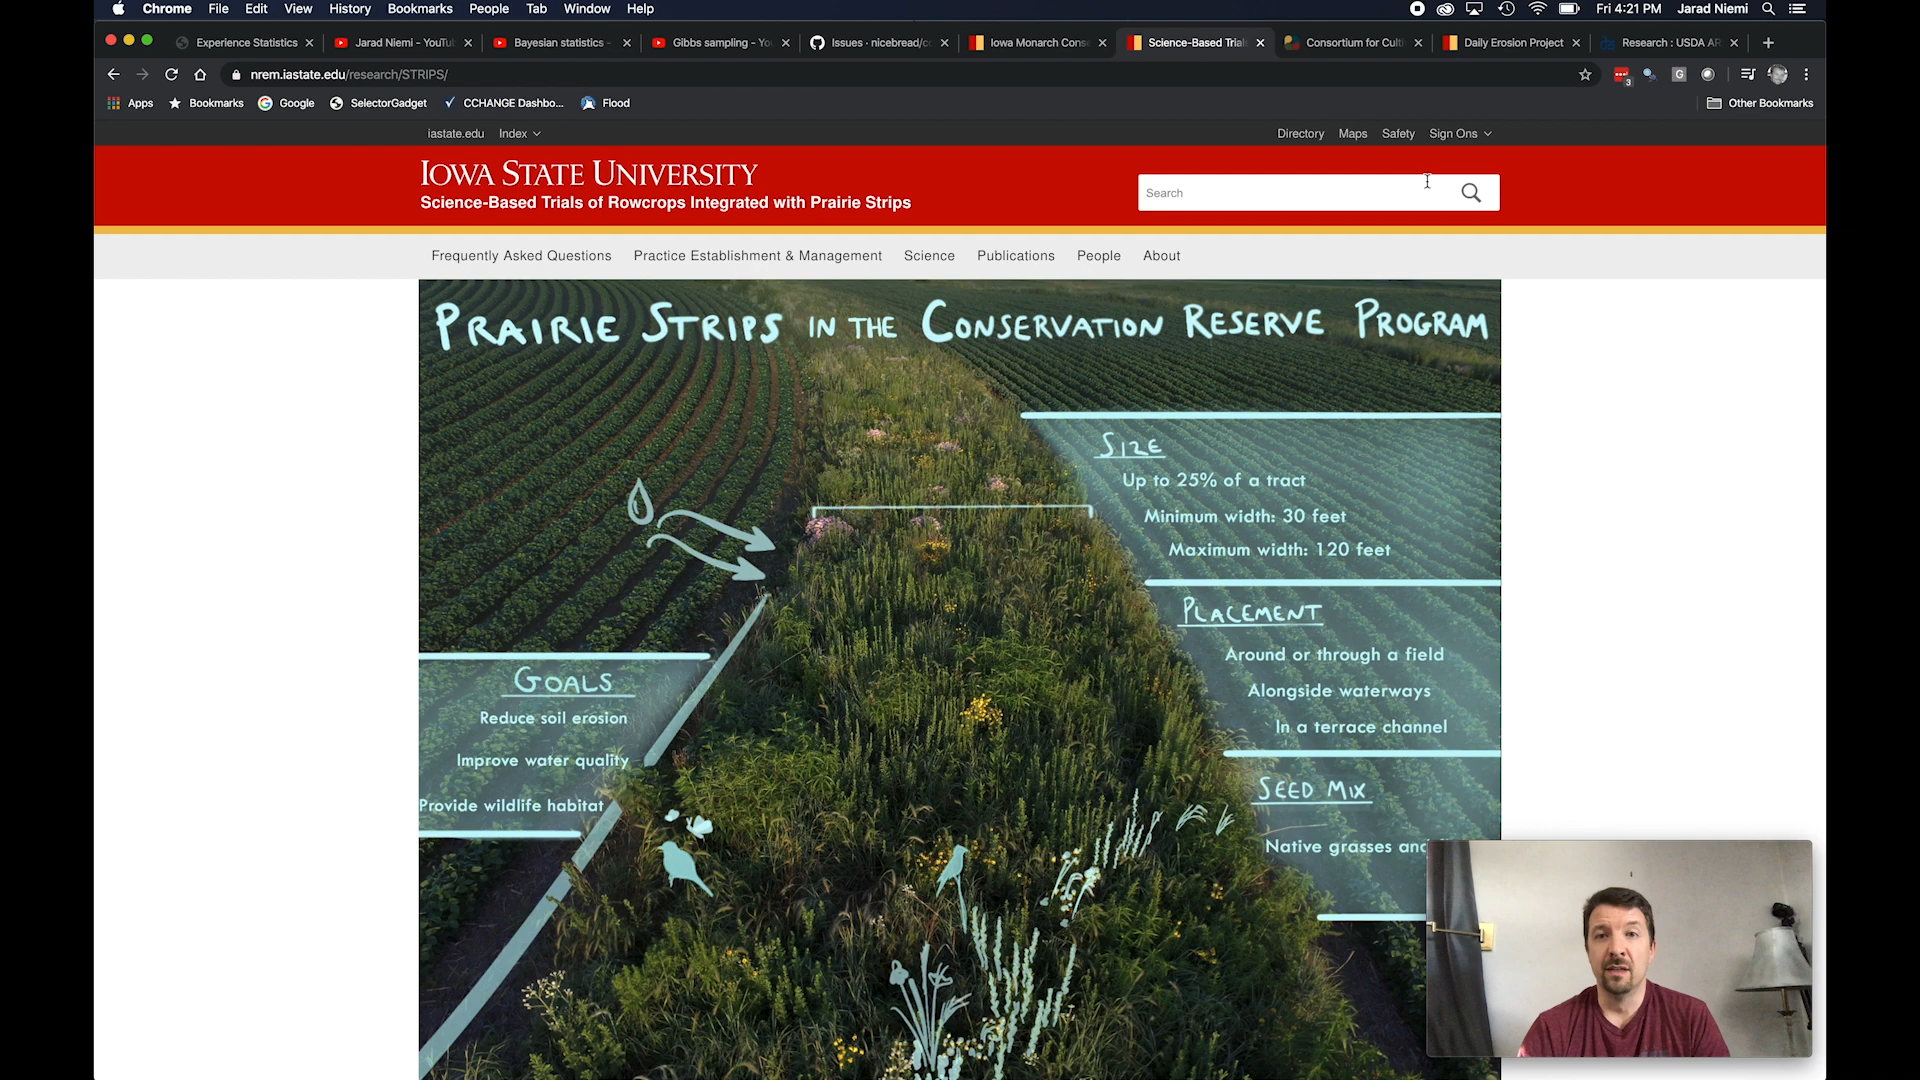 Chrome File Edit View History Bookmarks People Tab Window Help Fri 4:21 PM Jarad Niemi
Experience Statistics Jarad Niemi - YouTu Bayesian statistics - Gibbs sampling - Yo Issues · nicebread/c Iowa Monarch Cons Science-Based Trials Consortium for Culti Daily Erosion Project Research : USDA AR
nrem.iastate.edu/research/STRIPS/ 3 G
Apps Bookmarks Google SelectorGadget CCHANGE Dashbo... Flood Other Bookmarks
iastate.edu Index Directory Maps Safety Sign Ons
IOWA STATE UNIVERSITY
Science-Based Trials of Rowcrops Integrated with Prairie Strips
Search
Frequently Asked Questions Practice Establishment & Management Science Publications People About
PRAIRIE STRIPS IN THE CONSERVATION RESERVE PROGRAM
SIZE
Up to 25% of a tract
Minimum width: 30 feet
Maximum width: 120 feet
PLACEMENT
Around or through a field
Alongside waterways
In a terrace channel
GOALS
Reduce soil erosion
Improve water quality
Provide wildlife habitat
SEED MIX
Native grasses and